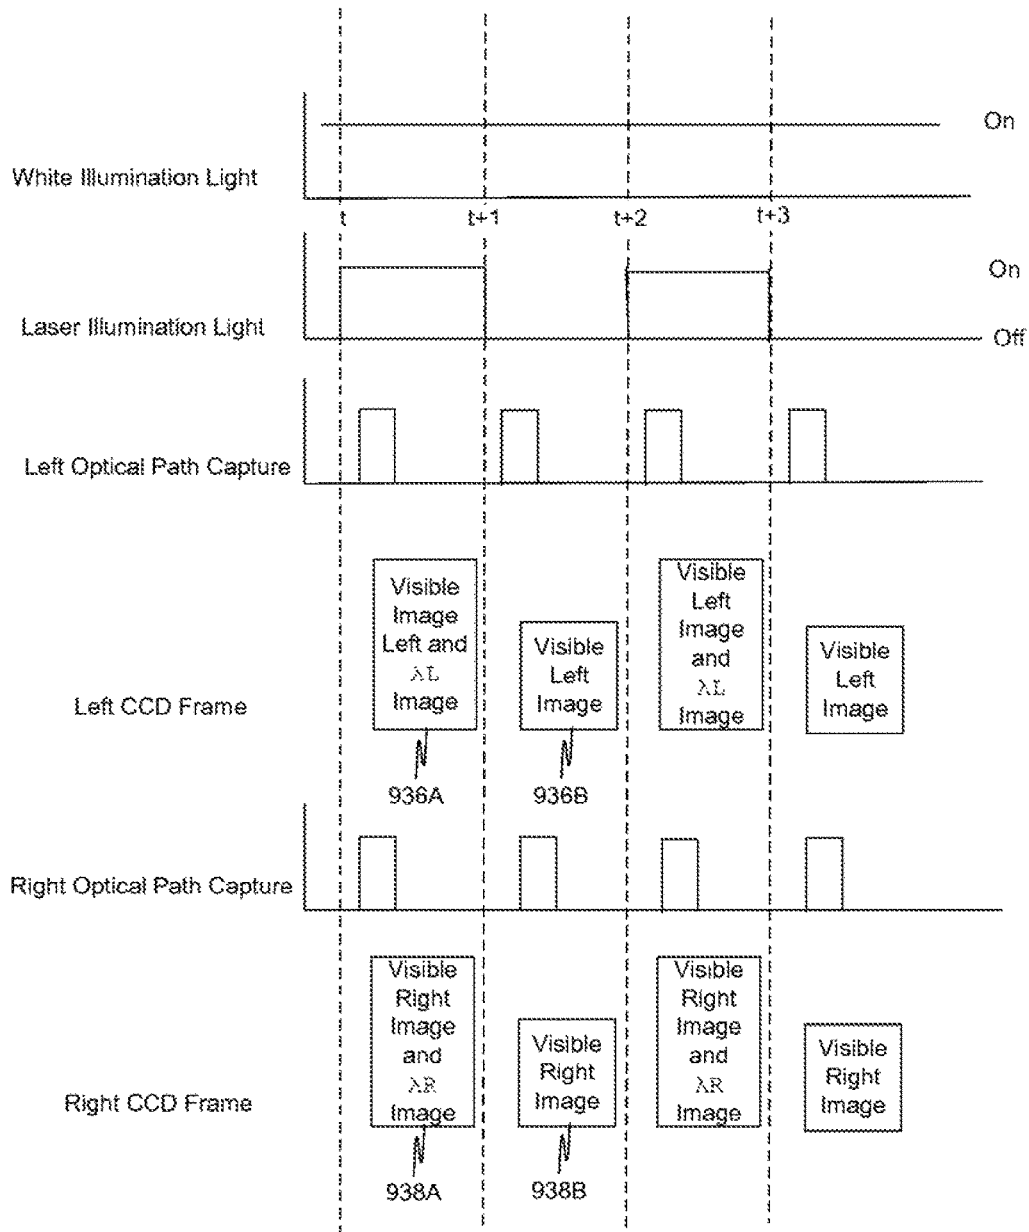 On
White Illumination Light
t
t+1
t+2
t+3
On
Laser Illumination Light
Off
Left Optical Path Capture
Visible
Image
Left and
λL
Image
Visible
Left
Image
Visible
Left
Image
and
λL
Image
Visible
Left
Image
Left CCD Frame
936A
936B
Right Optical Path Capture
Visible
Right
Image
and
λR
Image
Visible
Right
Image
Visible
Right
Image
and
λR
Image
Visible
Right
Image
Right CCD Frame
938A
938B